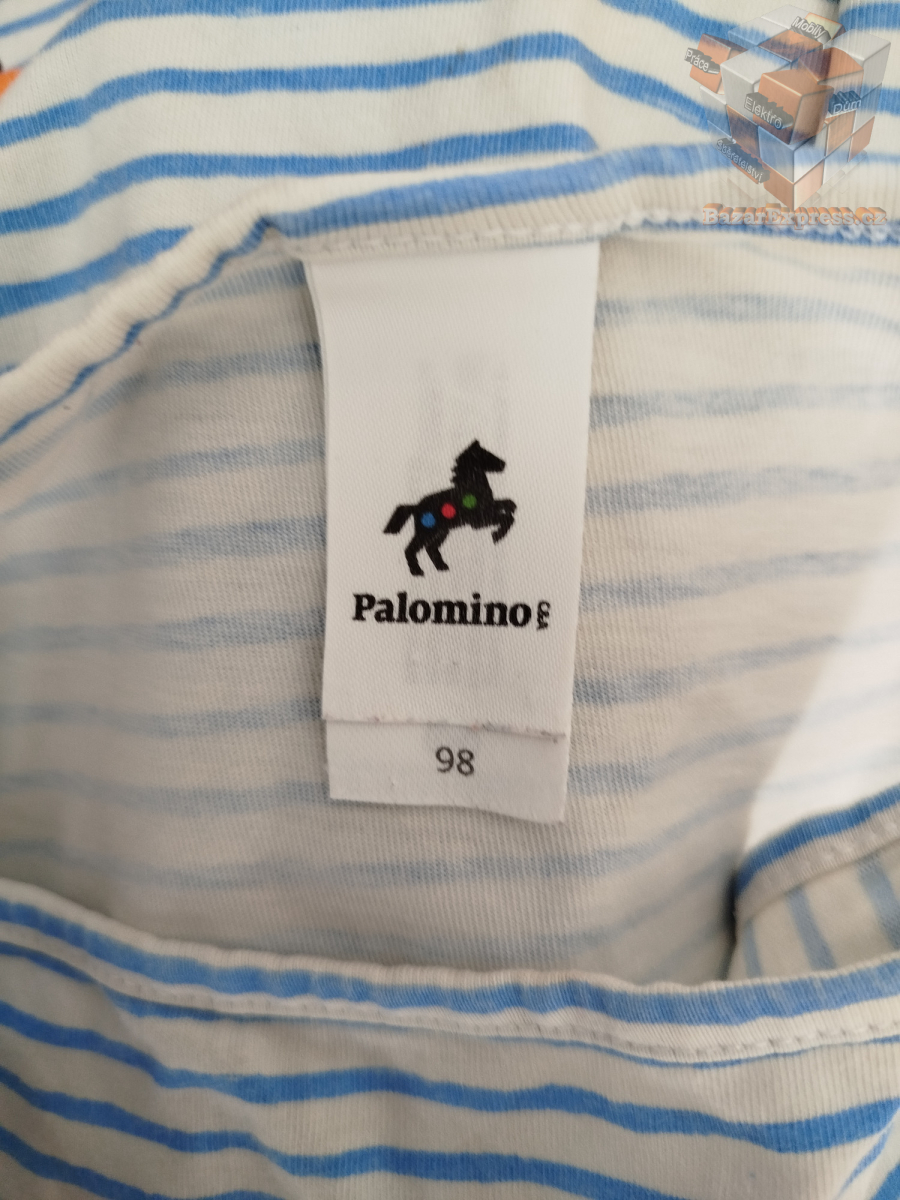 Mobily
Práce
Elektro
Dům
BazarExpress.cz
Palomino C&A
98